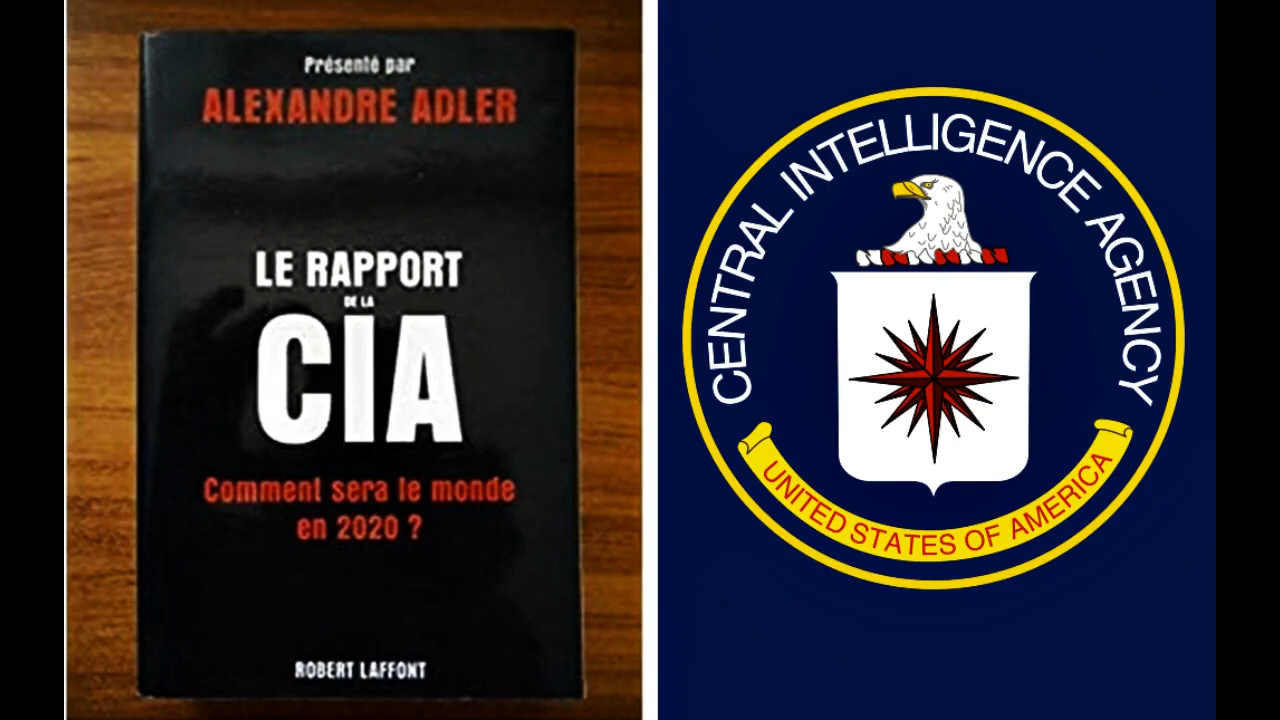 Présenté par
ALEXANDRE ADLER
LE RAPPORT
DE LA
CIA
Comment sera le monde
en 2020 ?
ROBERT LAFFONT
CENTRAL INTELLIGENCE AGENCY
UNITED STATES OF AMERICA